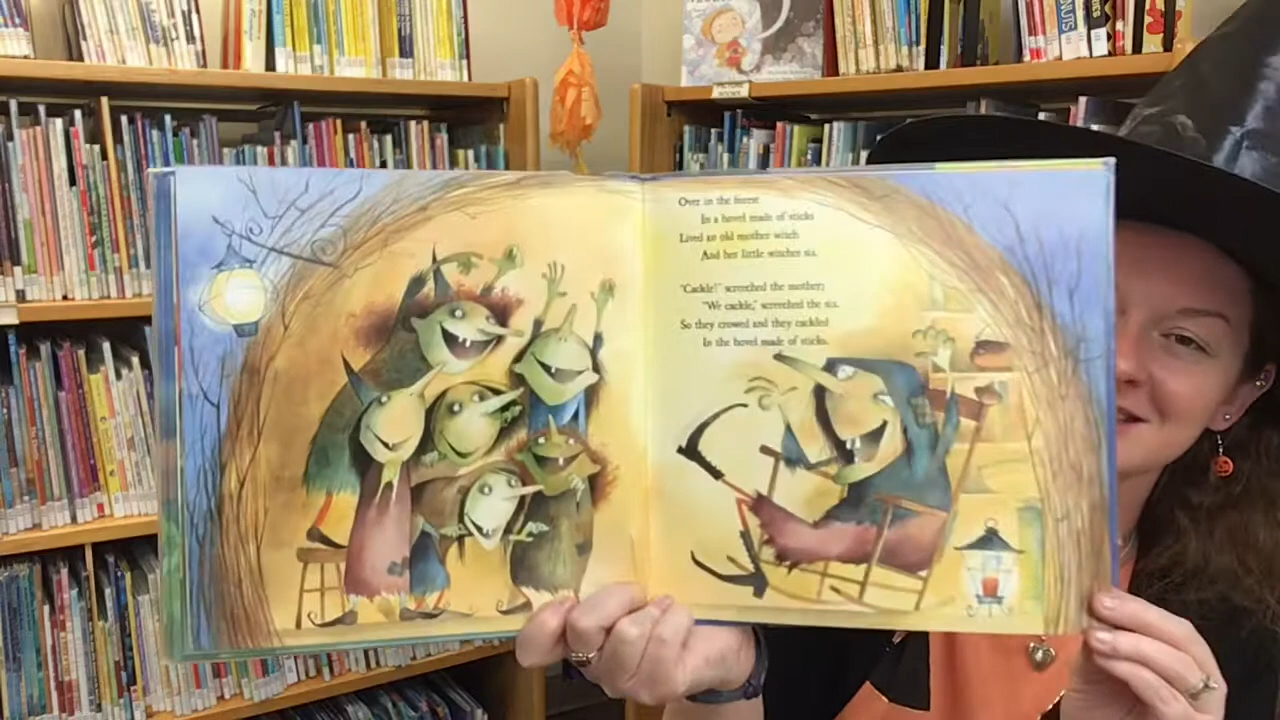 PICTURE
BOOKS
Over in the forest
In a hovel made of sticks
Lived an old mother witch
And her little witches six.
"Cackle!" screeched the mother;
"We cackle," screeched the six.
So they crowed and they cackled
In the hovel made of sticks.